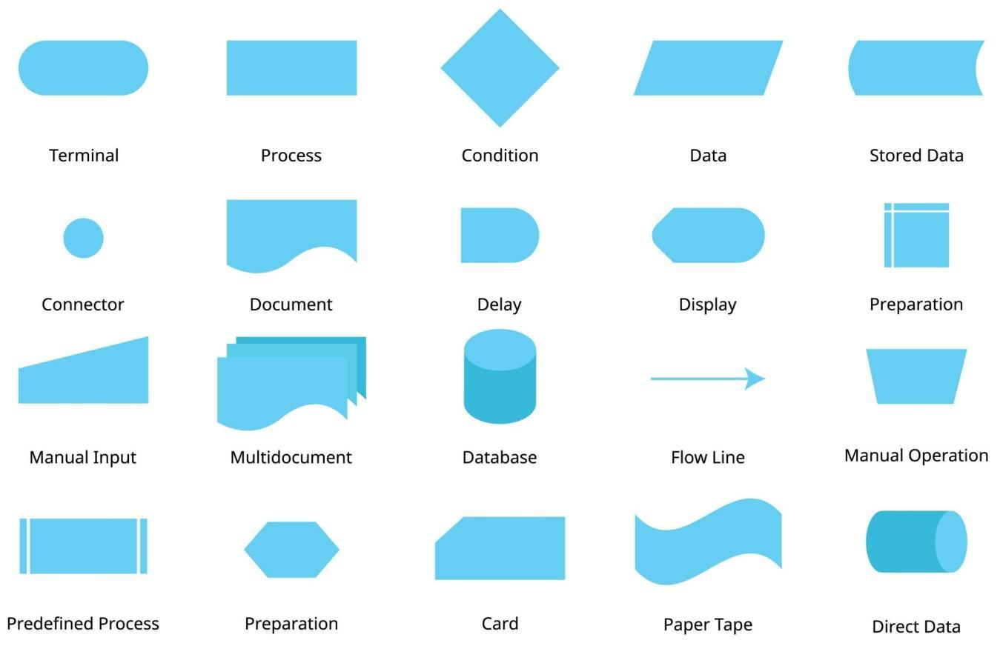 Terminal
Process
Condition
Data
Stored Data
Connector
Document
Delay
Display
Preparation
Manual Input
Multidocument
Database
Flow Line
Manual Operation
Predefined Process
Preparation
Card
Paper Tape
Direct Data